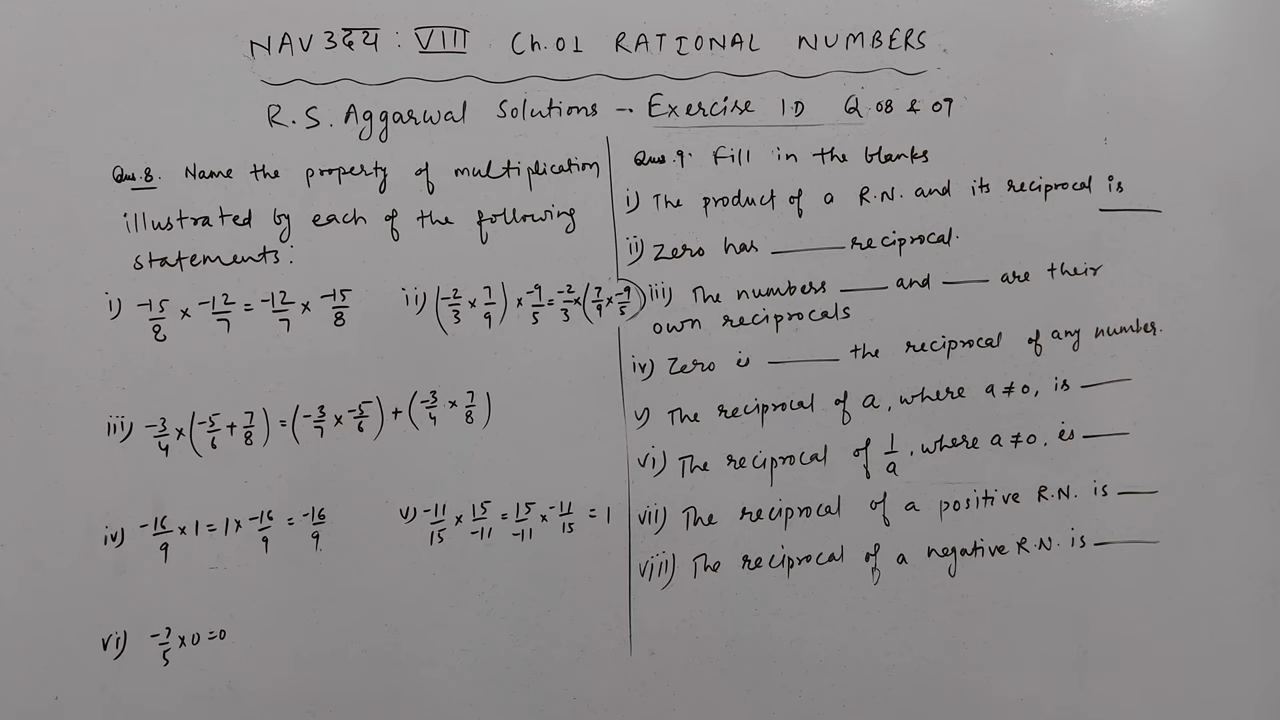 NAVउदय : VIII Ch.01 RATIONAL NUMBERS
R.S. Aggarwal Solutions - Exercise 1.D Q.08 & 09
Qus.8. Name the property of multiplication
illustrated by each of the following
statements:
i) -15/8 × -12/7 = -12/7 × -15/8 ii) (-2/3 × 7/9) × -9/5 = -2/3 × (7/9 × -9/5)
iii) -3/4 × (-5/6 + 7/8) = (-3/7 × -5/6) + (-3/4 × 7/8)
iv) -16/9 × 1 = 1 × -16/9 = -16/9 v) -11/15 × 15/-11 = 15/-11 × -11/15 = 1
vi) -7/5 × 0 = 0
Qus.9. Fill in the blanks
i) The product of a R.N. and its reciprocal is ____
ii) Zero has ____ reciprocal.
iii) The numbers ____ and ____ are their
own reciprocals
iv) Zero is ____ the reciprocal of any number.
v) The reciprocal of a, where a ≠ 0, is ____
vi) The reciprocal of 1/a, where a ≠ 0, is ____
vii) The reciprocal of a positive R.N. is ____
viii) The reciprocal of a negative R.N. is ____